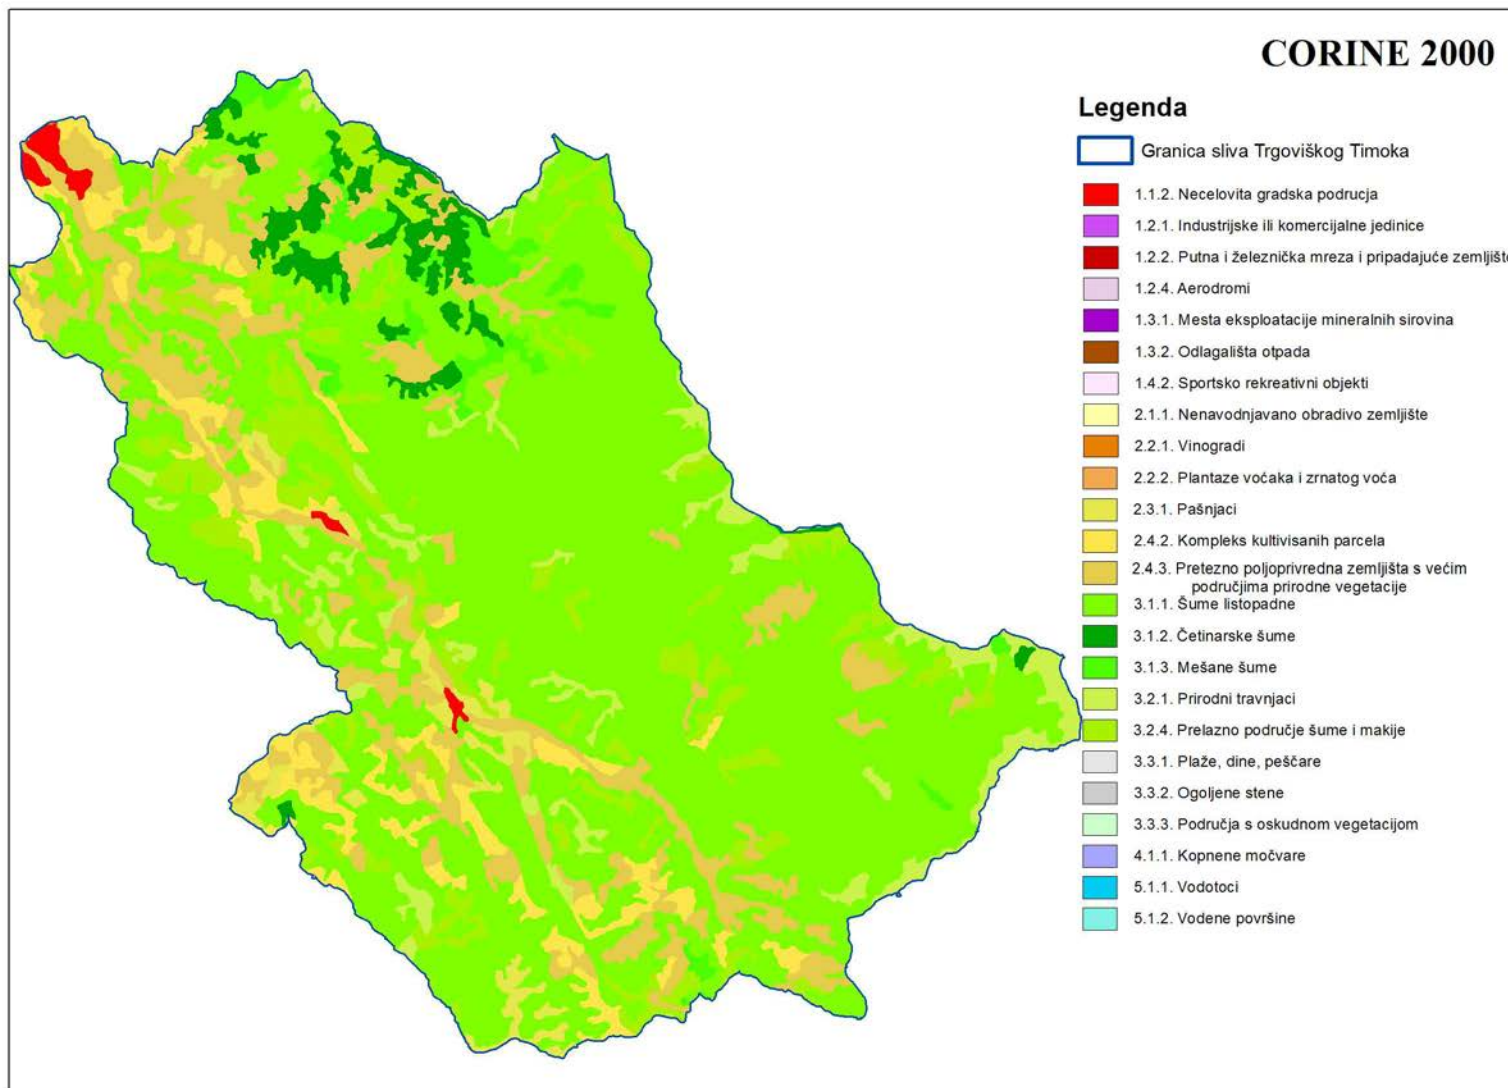 CORINE 2000
Legenda
Granica sliva Trgoviškog Timoka
1.1.2. Necelovita gradska područja
1.2.1. Industrijske ili komercijalne jedinice
1.2.2. Putna i železnička mreza i pripadajuće zemljište
1.2.4. Aerodromi
1.3.1. Mesta eksploatacije mineralnih sirovina
1.3.2. Odlagališta otpada
1.4.2. Sportsko rekreativni objekti
2.1.1. Nenavodnjavano obradivo zemljište
2.2.1. Vinogradi
2.2.2. Plantaze voćaka i zrnatog voća
2.3.1. Pašnjaci
2.4.2. Kompleks kultivisanih parcela
2.4.3. Pretezno poljoprivredna zemljišta s većim
područjima prirodne vegetacije
3.1.1. Šume listopadne
3.1.2. Četinarske šume
3.1.3. Mešane šume
3.2.1. Prirodni travnjaci
3.2.4. Prelazno područje šume i makije
3.3.1. Plaže, dine, peščare
3.3.2. Ogoljene stene
3.3.3. Područja s oskudnom vegetacijom
4.1.1. Kopnene močvare
5.1.1. Vodotoci
5.1.2. Vodene površine